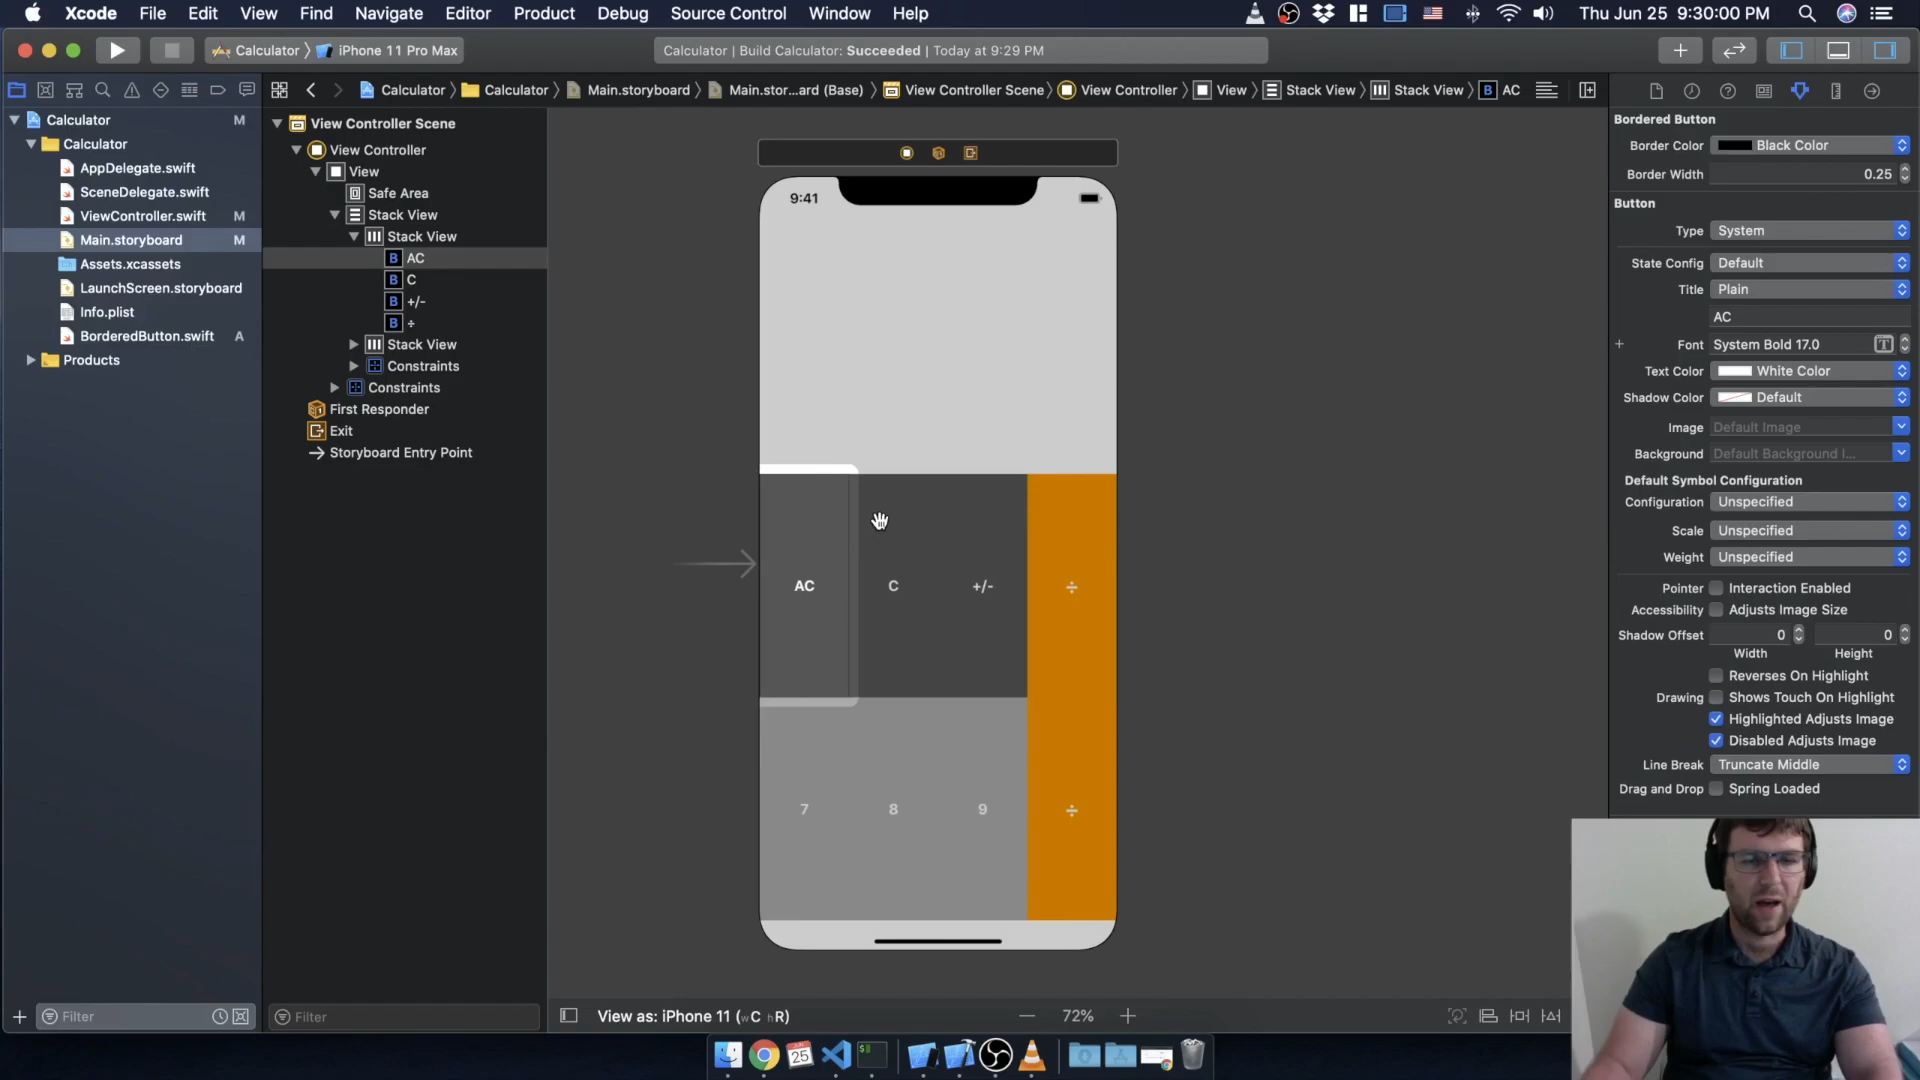 Xcode File Edit View Find Navigate Editor Product Debug Source Control Window Help Thu Jun 25 9:30:00 PM
Calculator iPhone 11 Pro Max Calculator | Build Calculator: Succeeded | Today at 9:29 PM
Calculator Calculator Main.storyboard Main.stor...ard (Base) View Controller Scene View Controller View Stack View Stack View B AC
Calculator M
Calculator
AppDelegate.swift
SceneDelegate.swift
ViewController.swift M
Main.storyboard M
Assets.xcassets
LaunchScreen.storyboard
Info.plist
BorderedButton.swift A
Products
Filter
View Controller Scene
View Controller
View
Safe Area
Stack View
Stack View
B AC
B C
B +/-
B ÷
Stack View
Constraints
Constraints
First Responder
Exit
Storyboard Entry Point
Filter
9:41
AC C +/- ÷
7 8 9 ÷
View as: iPhone 11 (wC hR) 72%
Bordered Button
Border Color Black Color
Border Width 0.25
Button
Type System
State Config Default
Title Plain
AC
Font System Bold 17.0 T
Text Color White Color
Shadow Color Default
Image Default Image
Background Default Background I...
Default Symbol Configuration
Configuration Unspecified
Scale Unspecified
Weight Unspecified
Pointer Interaction Enabled
Accessibility Adjusts Image Size
Shadow Offset 0 0
Width Height
Reverses On Highlight
Drawing Shows Touch On Highlight
Highlighted Adjusts Image
Disabled Adjusts Image
Line Break Truncate Middle
Drag and Drop Spring Loaded
25